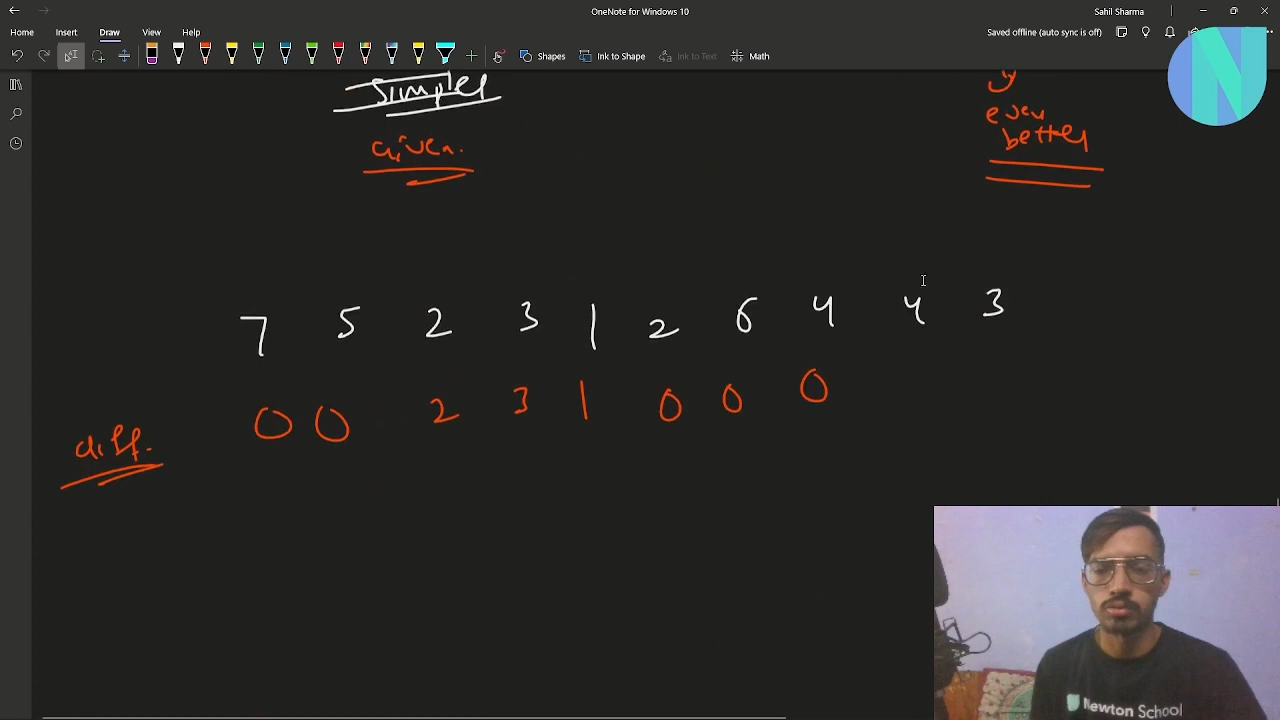 OneNote for Windows 10
Sahil Sharma
Home Insert Draw View Help
Saved offline (auto sync is off)
Shapes Ink to Shape Ink to Text Math
Simpler
Given.
even
better
7 5 2 3 1 2 6 4 4 3
0 0 2 3 1 0 0 0
diff.
Newton School